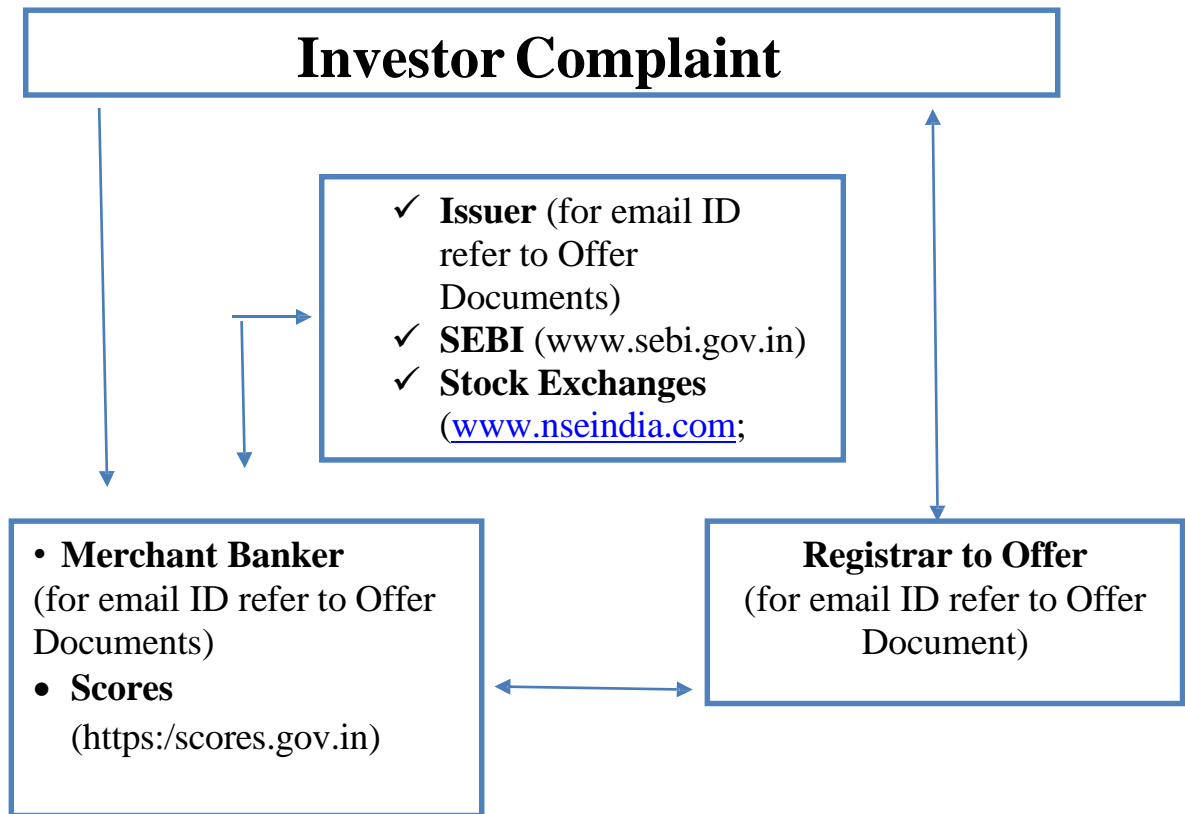 Investor Complaint
✓ Issuer (for email ID
refer to Offer
Documents)
✓ SEBI (www.sebi.gov.in)
✓ Stock Exchanges
(www.nseindia.com;
• Merchant Banker
(for email ID refer to Offer
Documents)
• Scores
(https:/scores.gov.in)
Registrar to Offer
(for email ID refer to Offer
Document)